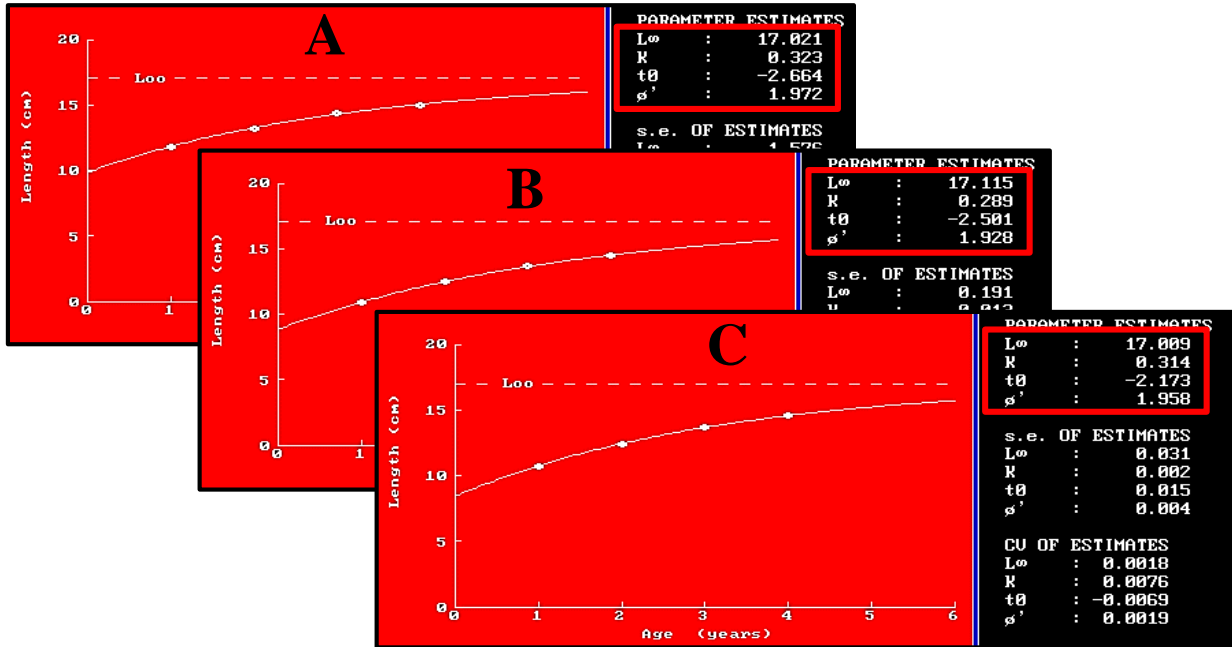 A
20
15
10
5
0
0
1
Length (cm)
Loo
PARAMETER ESTIMATES
L∞ : 17.021
K : 0.323
t0 : -2.664
ø' : 1.972
s.e. OF ESTIMATES
L∞ : 1.576
B
20
15
10
5
0
0
1
Length (cm)
Loo
PARAMETER ESTIMATES
L∞ : 17.115
K : 0.289
t0 : -2.501
ø' : 1.928
s.e. OF ESTIMATES
L∞ : 0.191
C
20
15
10
5
0
0 1 2 3 4 5 6
Length (cm)
Loo
Age (years)
PARAMETER ESTIMATES
L∞ : 17.009
K : 0.314
t0 : -2.173
ø' : 1.958
s.e. OF ESTIMATES
L∞ : 0.031
K : 0.002
t0 : 0.015
ø' : 0.004
CV OF ESTIMATES
L∞ : 0.0018
K : 0.0076
t0 : -0.0069
ø' : 0.0019